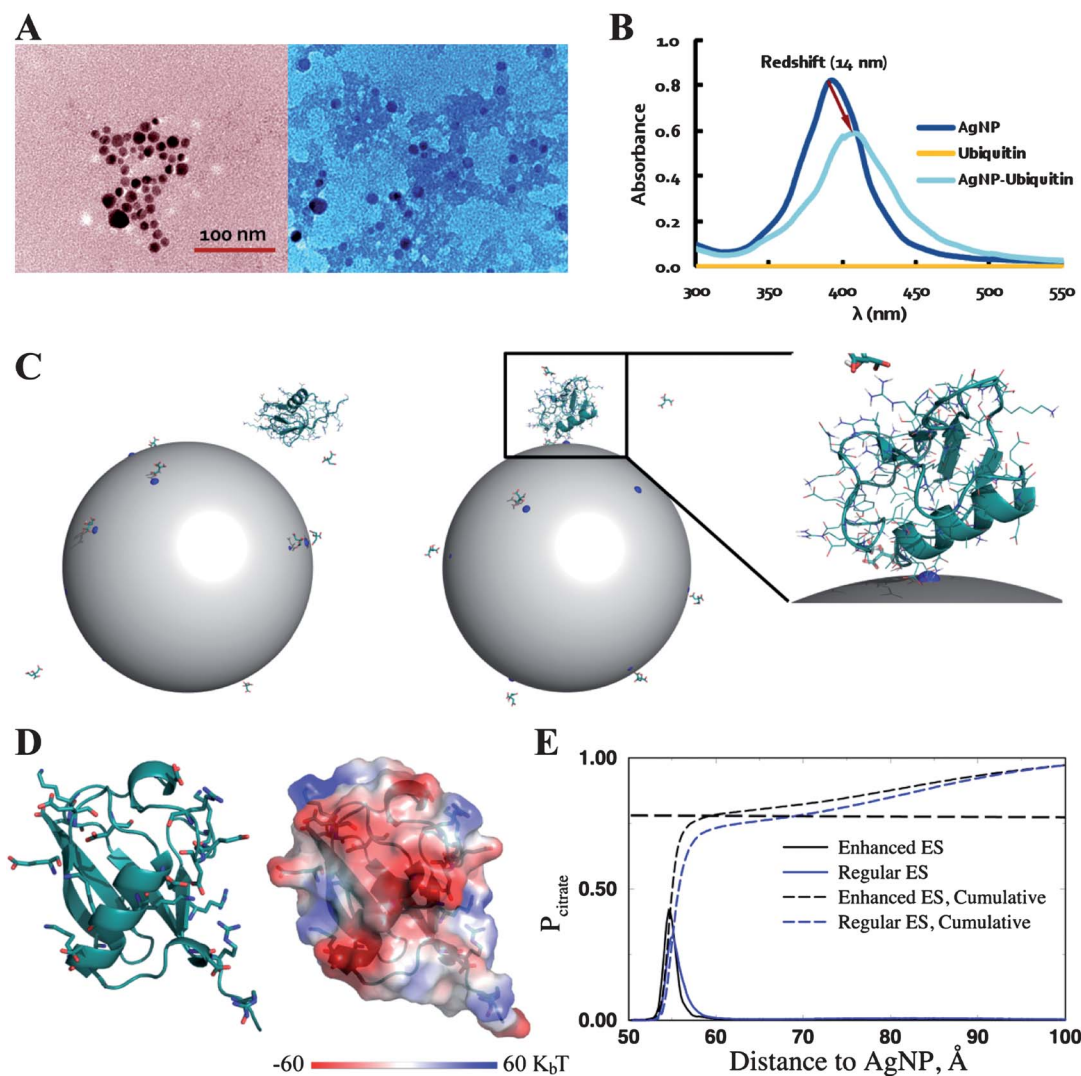 A
100 nm
B
Redshift (14 nm)
Absorbance
1.0
0.8
0.6
0.4
0.2
0.0
300
350
400
450
500
550
λ (nm)
AgNP
Ubiquitin
AgNP-Ubiquitin
C
D
-60
60 KbT
E
Pcitrate
1.00
0.50
0.00
50
60
70
80
90
100
Distance to AgNP, Å
Enhanced ES
Regular ES
Enhanced ES, Cumulative
Regular ES, Cumulative